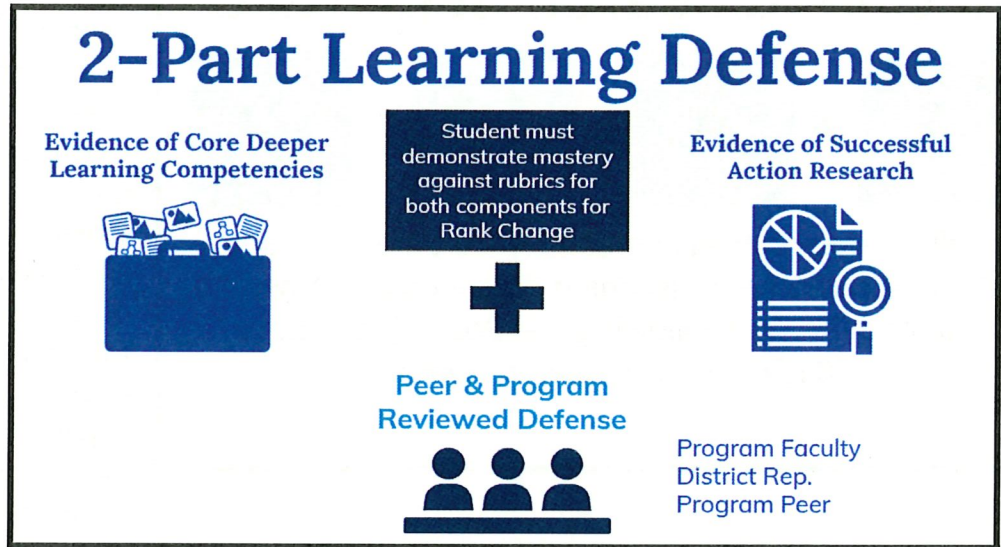 2-Part Learning Defense
Evidence of Core Deeper
Learning Competencies
Student must
demonstrate mastery
against rubrics for
both components for
Rank Change
Evidence of Successful
Action Research
Peer & Program
Reviewed Defense
Program Faculty
District Rep.
Program Peer